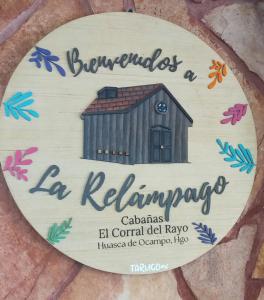 Bienvenidos a
La Relámpago
Cabañas
El Corral del Rayo
Huasca de Ocampo, Hgo